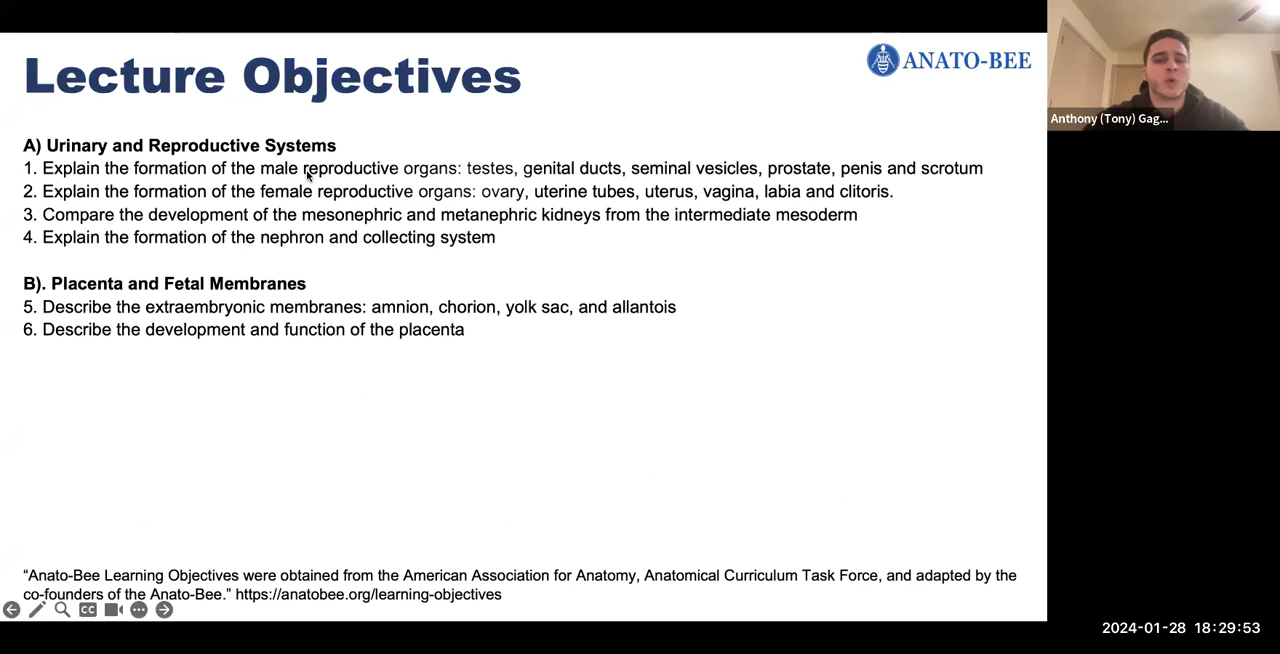 Lecture Objectives
ANATO-BEE
Anthony (Tony) Gag...
A) Urinary and Reproductive Systems
1. Explain the formation of the male reproductive organs: testes, genital ducts, seminal vesicles, prostate, penis and scrotum
2. Explain the formation of the female reproductive organs: ovary, uterine tubes, uterus, vagina, labia and clitoris.
3. Compare the development of the mesonephric and metanephric kidneys from the intermediate mesoderm
4. Explain the formation of the nephron and collecting system
B). Placenta and Fetal Membranes
5. Describe the extraembryonic membranes: amnion, chorion, yolk sac, and allantois
6. Describe the development and function of the placenta
“Anato-Bee Learning Objectives were obtained from the American Association for Anatomy, Anatomical Curriculum Task Force, and adapted by the
co-founders of the Anato-Bee.” https://anatobee.org/learning-objectives
CC
2024-01-28 18:29:53